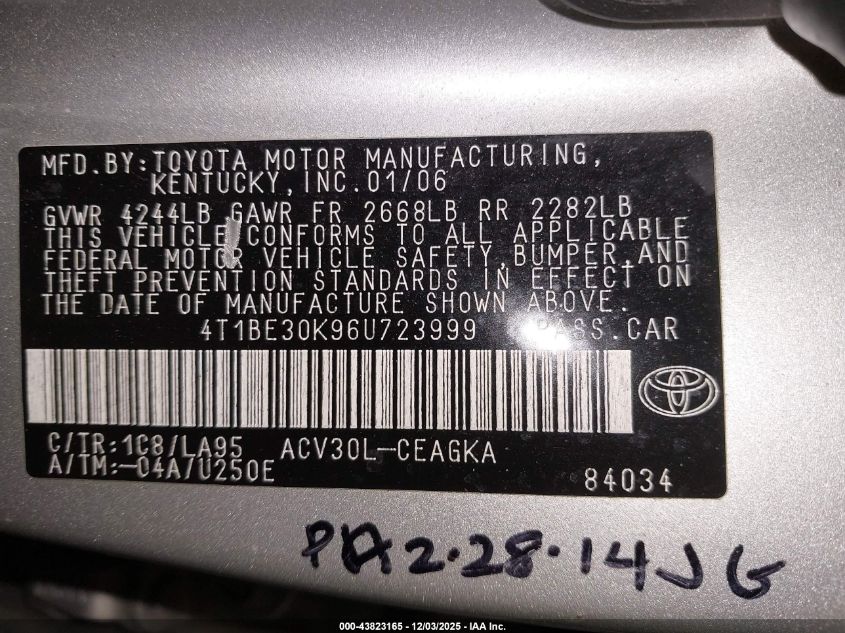 MFD.BY:TOYOTA MOTOR MANUFACTURING,
KENTUCKY,INC.01/06
GVWR 4244LB GAWR FR 2668LB RR 2282LB
THIS VEHICLE CONFORMS TO ALL APPLICABLE
FEDERAL MOTOR VEHICLE SAFETY,BUMPER,AND
THEFT PREVENTION STANDARDS IN EFFECT ON
THE DATE OF MANUFACTURE SHOWN ABOVE.
4T1BE30K96U723999 PASS.CAR
C/TR:1C8/LA95 ACV30L-CEAGKA
A/TM:-04A/U250E 84034
2·28·14 JG
000-43823165 - 12/03/2025 - IAA Inc.